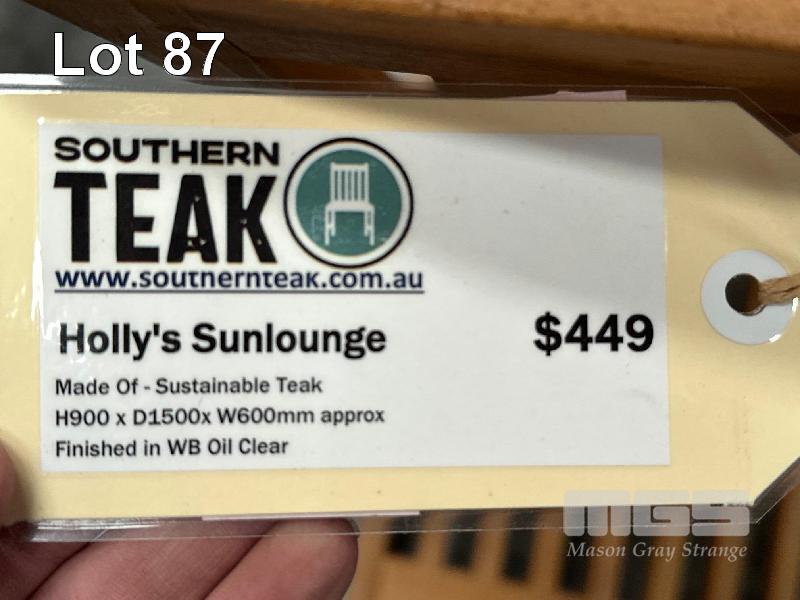 Lot 87
SOUTHERN
TEAK
www.southernteak.com.au
Holly's Sunlounge $449
Made Of - Sustainable Teak
H900 x D1500x W600mm approx
Finished in WB Oil Clear
MGS
Mason Gray Strange